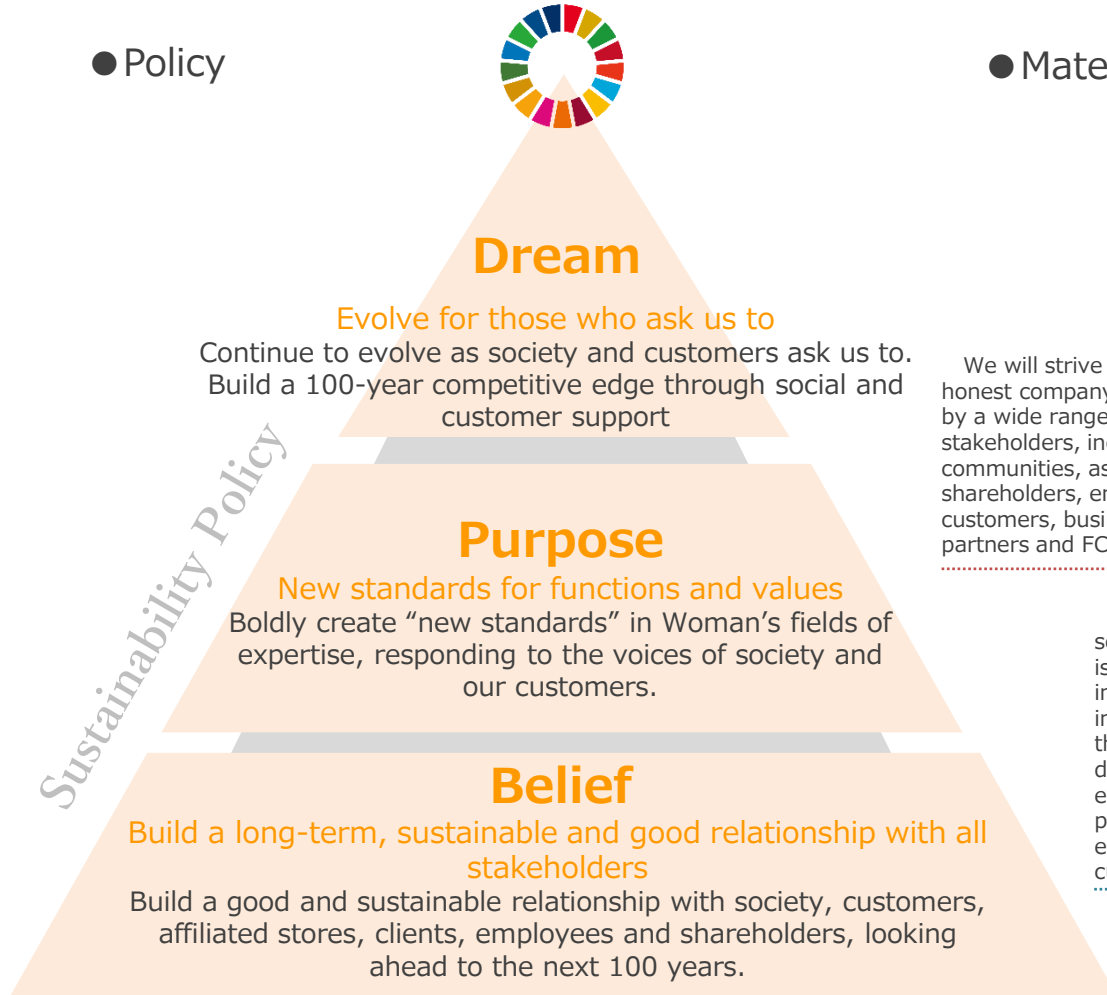 ●Policy
●Mate
Dream
Evolve for those who ask us to
Continue to evolve as society and customers ask us to.
Build a 100-year competitive edge through social and
customer support
Sustainability Policy
Purpose
New standards for functions and values
Boldly create “new standards” in Woman’s fields of
expertise, responding to the voices of society and
our customers.
Belief
Build a long-term, sustainable and good relationship with all
stakeholders
Build a good and sustainable relationship with society, customers,
affiliated stores, clients, employees and shareholders, looking
ahead to the next 100 years.
We will strive
honest company
by a wide range
stakeholders, in
communities, as
shareholders, e
customers, busi
partners and FC
s
is
i
i
th
d
e
p
e
c